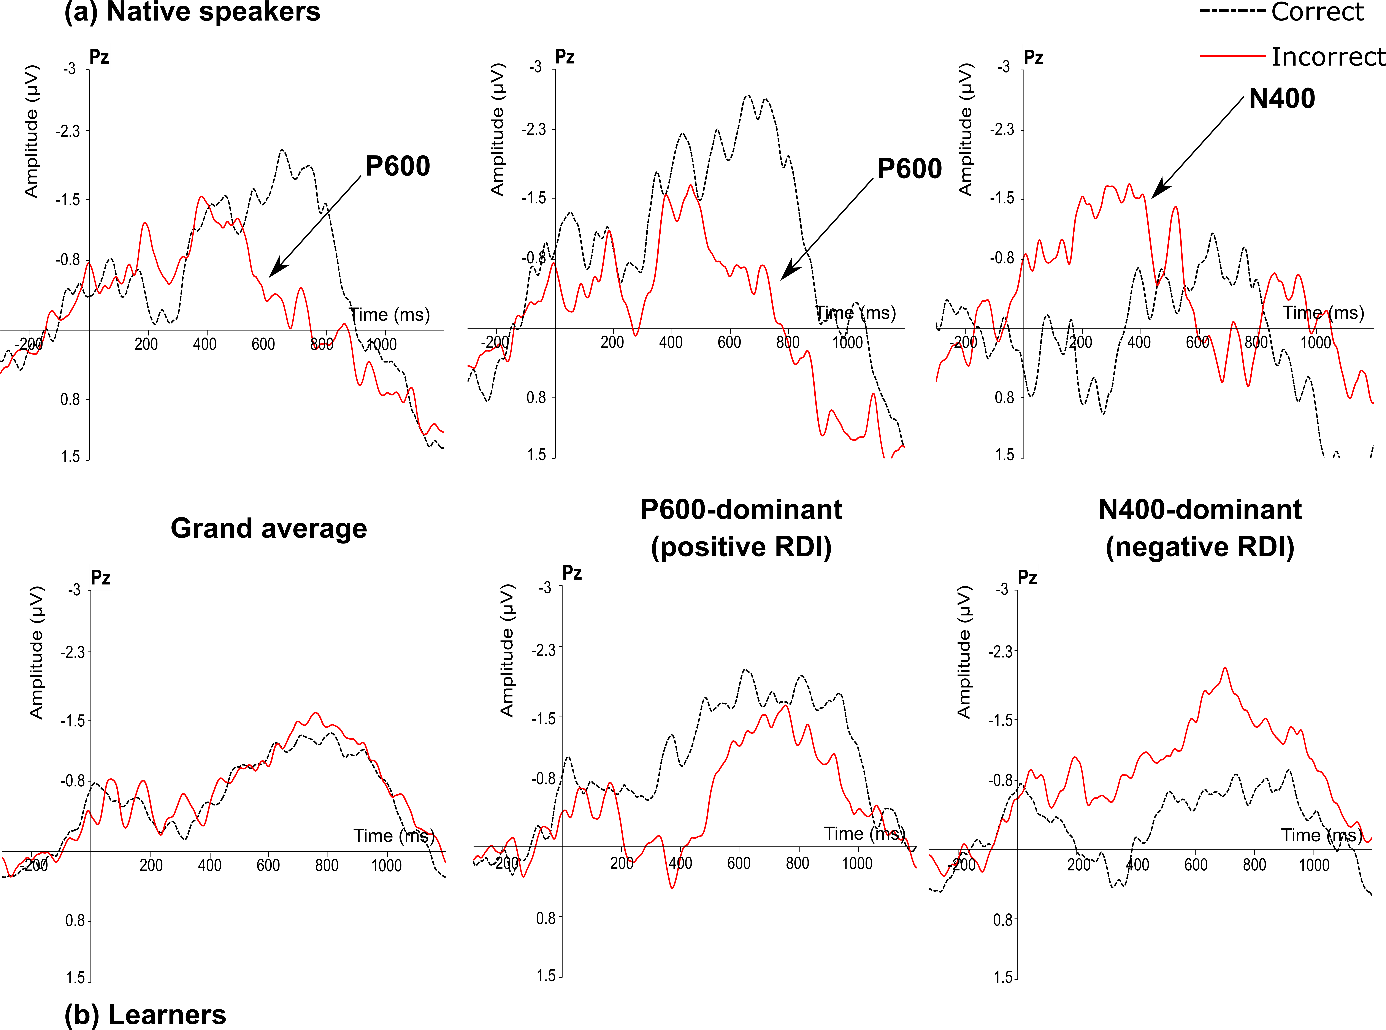 (a) Native speakers
Correct
Incorrect
Pz
Amplitude (µV)
-3
-2.3
-1.5
-0.8
0.8
1.5
P600
Time (ms)
-200 200 400 600 800 1000
Pz
Amplitude (µV)
-3
-2.3
-1.5
-0.8
0.8
1.5
P600
Time (ms)
-200 200 400 600 800 1000
Pz
Amplitude (µV)
-3
-2.3
-1.5
-0.8
0.8
1.5
N400
Time (ms)
-200 200 400 600 800 1000
Grand average
P600-dominant
(positive RDI)
N400-dominant
(negative RDI)
Pz
Amplitude (µV)
-3
-2.3
-1.5
-0.8
0.8
1.5
Time (ms)
-200 200 400 600 800 1000
Pz
Amplitude (µV)
-3
-2.3
-1.5
-0.8
0.8
1.5
Time (ms)
-200 200 400 600 800 1000
Pz
Amplitude (µV)
-3
-2.3
-1.5
-0.8
0.8
1.5
Time (ms)
-200 200 400 600 800 1000
(b) Learners